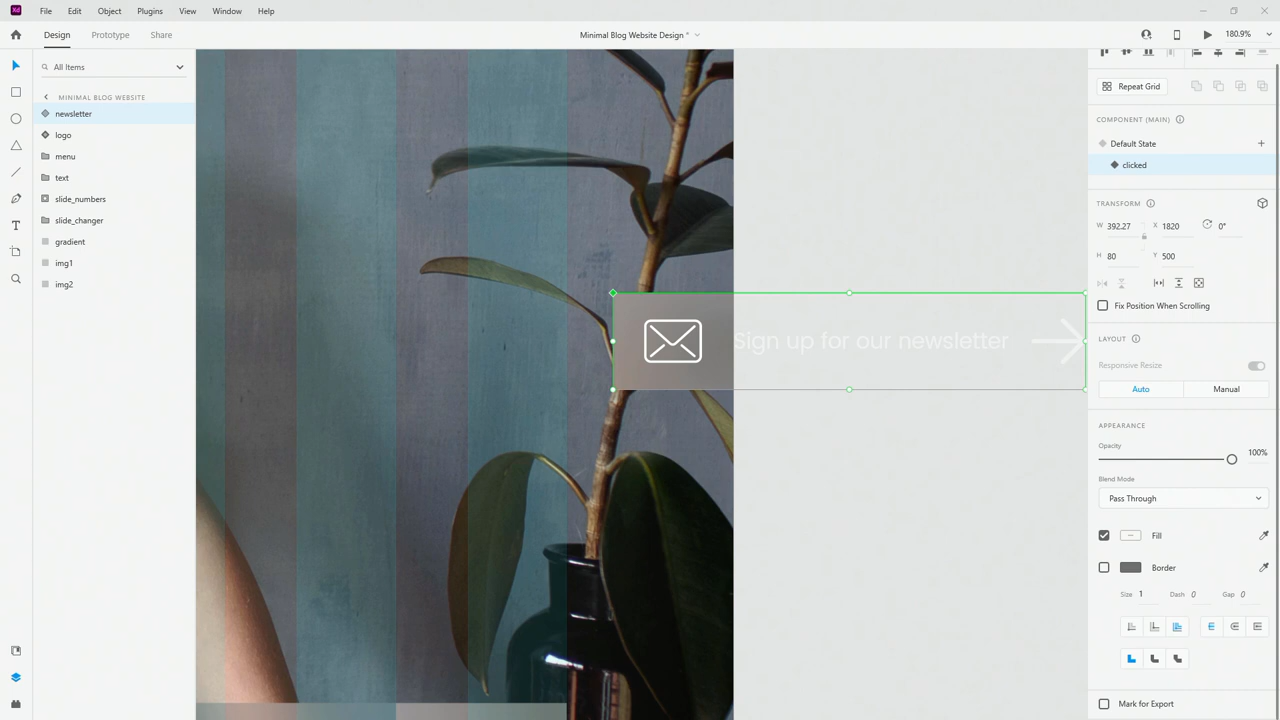 Xd File Edit Object Plugins View Window Help
Design Prototype Share Minimal Blog Website Design * 180.9%
All Items
MINIMAL BLOG WEBSITE
newsletter
logo
menu
text
slide_numbers
slide_changer
gradient
img1
img2
T
Sign up for our newsletter
Repeat Grid
COMPONENT (MAIN)
Default State
clicked
TRANSFORM
W 392.27 X 1820 0°
H 80 Y 500
Fix Position When Scrolling
LAYOUT
Responsive Resize
Auto Manual
APPEARANCE
Opacity
100%
Blend Mode
Pass Through
Fill
Border
Size 1 Dash 0 Gap 0
Mark for Export